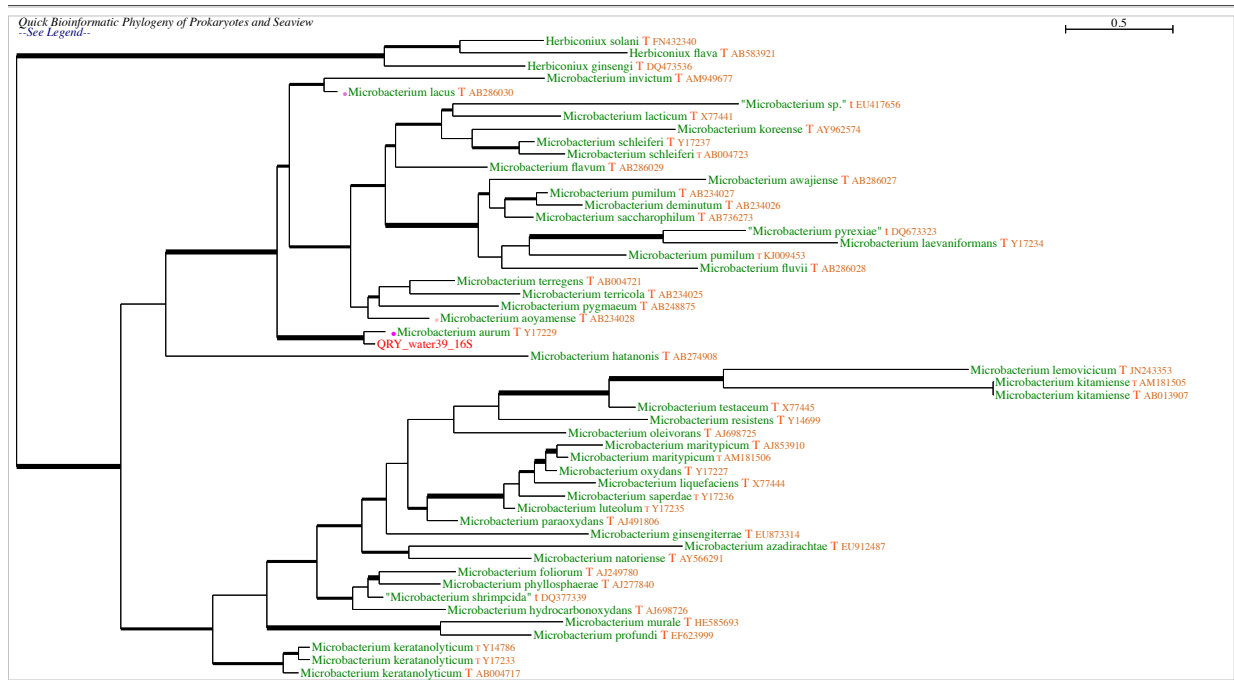 Quick Bioinformatic Phylogeny of Prokaryotes and Seaview
--See Legend--
0.5
Herbiconiux solani T FN432340
Herbiconiux flava T AB583921
Herbiconiux ginsengi T DQ473536
Microbacterium invictum T AM949677
Microbacterium lacus T AB286030
"Microbacterium sp." t EU417656
Microbacterium lacticum T X77441
Microbacterium koreense T AY962574
Microbacterium schleiferi T Y17237
Microbacterium schleiferi T AB004723
Microbacterium flavum T AB286029
Microbacterium awajiense T AB286027
Microbacterium pumilum T AB234027
Microbacterium deminutum T AB234026
Microbacterium saccharophilum T AB736273
"Microbacterium pyrexiae" t DQ673323
Microbacterium laevaniformans T Y17234
Microbacterium pumilum T KJ009453
Microbacterium fluvii T AB286028
Microbacterium terregens T AB004721
Microbacterium terricola T AB234025
Microbacterium pygmaeum T AB248875
Microbacterium aoyamense T AB234028
Microbacterium aurum T Y17229
QRY_water39_16S
Microbacterium hatanonis T AB274908
Microbacterium lemovicicum T JN243353
Microbacterium kitamiense T AM181505
Microbacterium kitamiense T AB013907
Microbacterium testaceum T X77445
Microbacterium resistens T Y14699
Microbacterium oleivorans T AJ698725
Microbacterium maritypicum T AJ853910
Microbacterium maritypicum T AM181506
Microbacterium oxydans T Y17227
Microbacterium liquefaciens T X77444
Microbacterium saperdae T Y17236
Microbacterium luteolum T Y17235
Microbacterium paraoxydans T AJ491806
Microbacterium ginsengiterrae T EU873314
Microbacterium azadirachtae T EU912487
Microbacterium natoriense T AY566291
Microbacterium foliorum T AJ249780
Microbacterium phyllosphaerae T AJ277840
"Microbacterium shrimpcida" t DQ377339
Microbacterium hydrocarbonoxydans T AJ698726
Microbacterium murale T HE585693
Microbacterium profundi T EF623999
Microbacterium keratanolyticum T Y14786
Microbacterium keratanolyticum T Y17233
Microbacterium keratanolyticum T AB004717